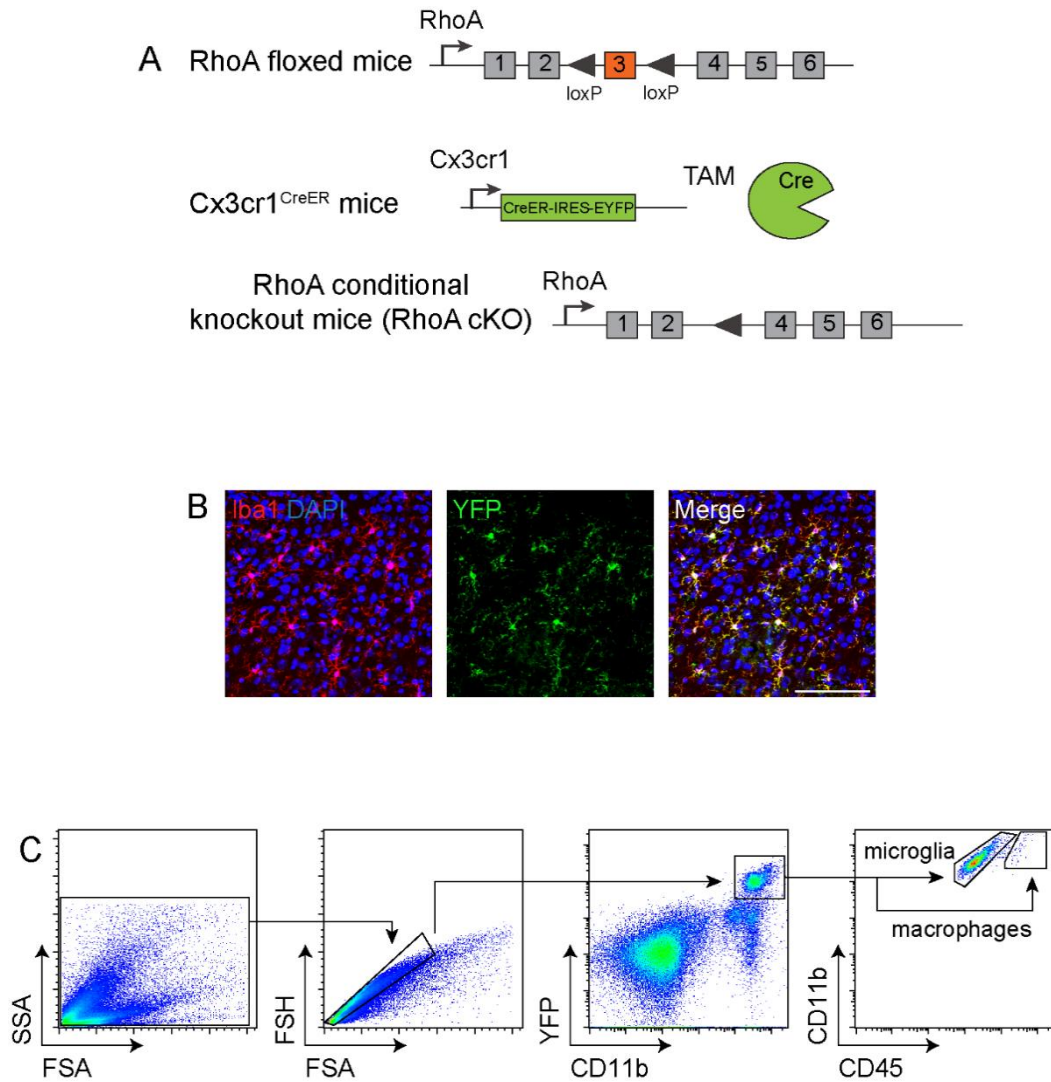 A
RhoA floxed mice
RhoA
1 2 3 4 5 6
loxP loxP
Cx3cr1CreER mice
Cx3cr1
CreER-IRES-EYFP
TAM
Cre
RhoA conditional
knockout mice (RhoA cKO)
RhoA
1 2 4 5 6
B
Iba1 DAPI
YFP
Merge
C
SSA
FSA
FSH
FSA
YFP
CD11b
microglia
macrophages
CD11b
CD45